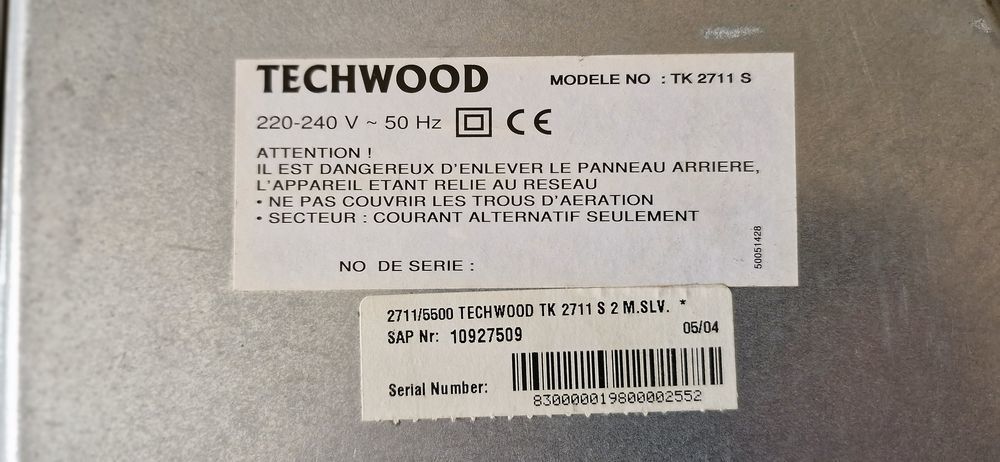 TECHWOOD MODELE NO : TK 2711 S
220-240 V ~ 50 Hz CE
ATTENTION !
IL EST DANGEREUX D'ENLEVER LE PANNEAU ARRIERE,
L'APPAREIL ETANT RELIE AU RESEAU
• NE PAS COUVRIR LES TROUS D'AERATION
• SECTEUR : COURANT ALTERNATIF SEULEMENT
50051428
NO DE SERIE :
2711/5500 TECHWOOD TK 2711 S 2 M.SLV. *
SAP Nr: 10927509 05/04
Serial Number:
830000019800002552